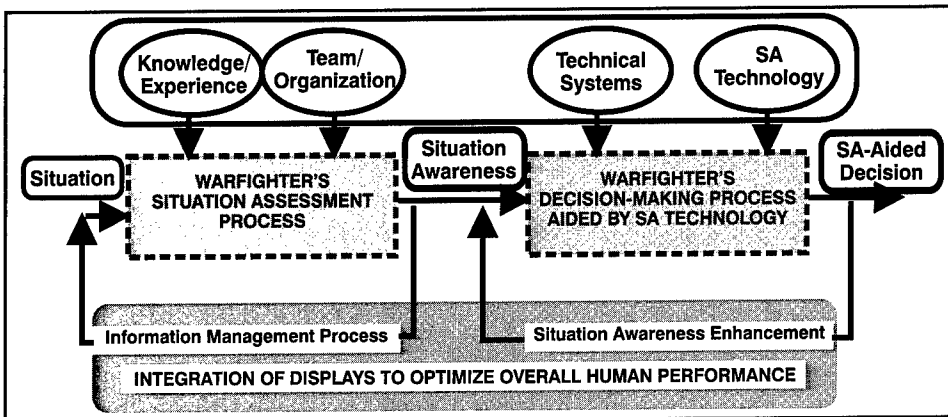 Knowledge/
Experience
Team/
Organization
Technical
Systems
SA
Technology
Situation
WARFIGHTER'S
SITUATION ASSESSMENT
PROCESS
Situation
Awareness
WARFIGHTER'S
DECISION-MAKING PROCESS
AIDED BY SA TECHNOLOGY
SA-Aided
Decision
Information Management Process
Situation Awareness Enhancement
INTEGRATION OF DISPLAYS TO OPTIMIZE OVERALL HUMAN PERFORMANCE